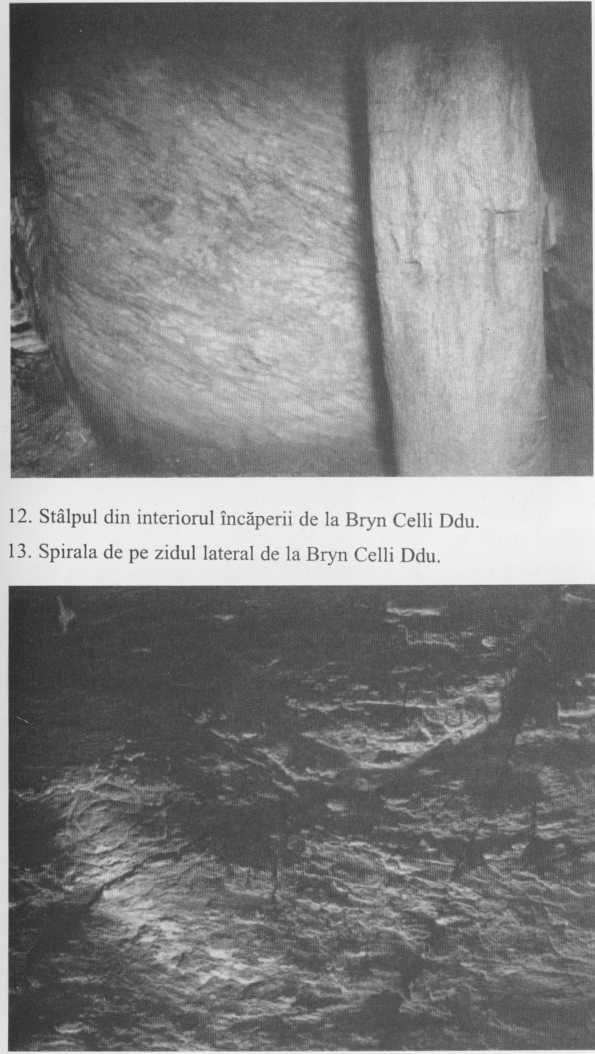 12. Stâlpul din interiorul încăperii de la Bryn Celli Ddu.
13. Spirala de pe zidul lateral de la Bryn Celli Ddu.